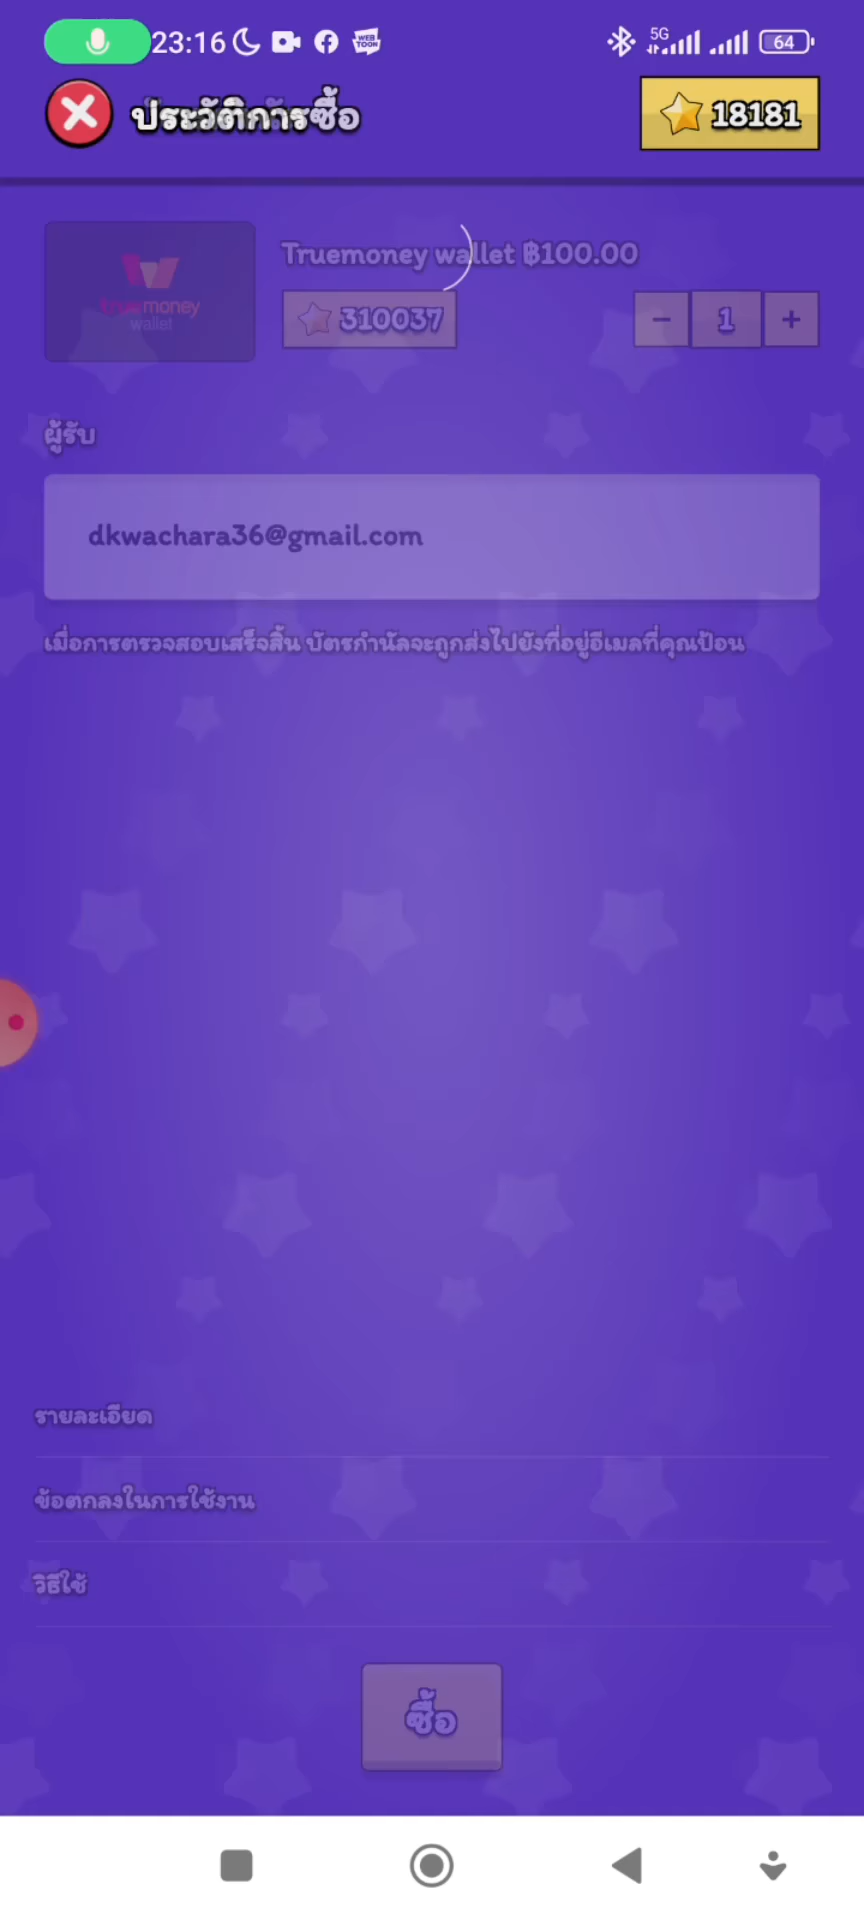 23:16
5G
64
ประวัติการซื้อ
18181
Truemoney wallet ฿100.00
truemoney
wallet
310037
− 1 +
ผู้รับ
dkwachara36@gmail.com
เมื่อการตรวจสอบเสร็จสิ้น บัตรกำนัลจะถูกส่งไปยังที่อยู่อีเมลที่คุณป้อน
รายละเอียด
ข้อตกลงในการใช้งาน
วิธีใช้
ซื้อ